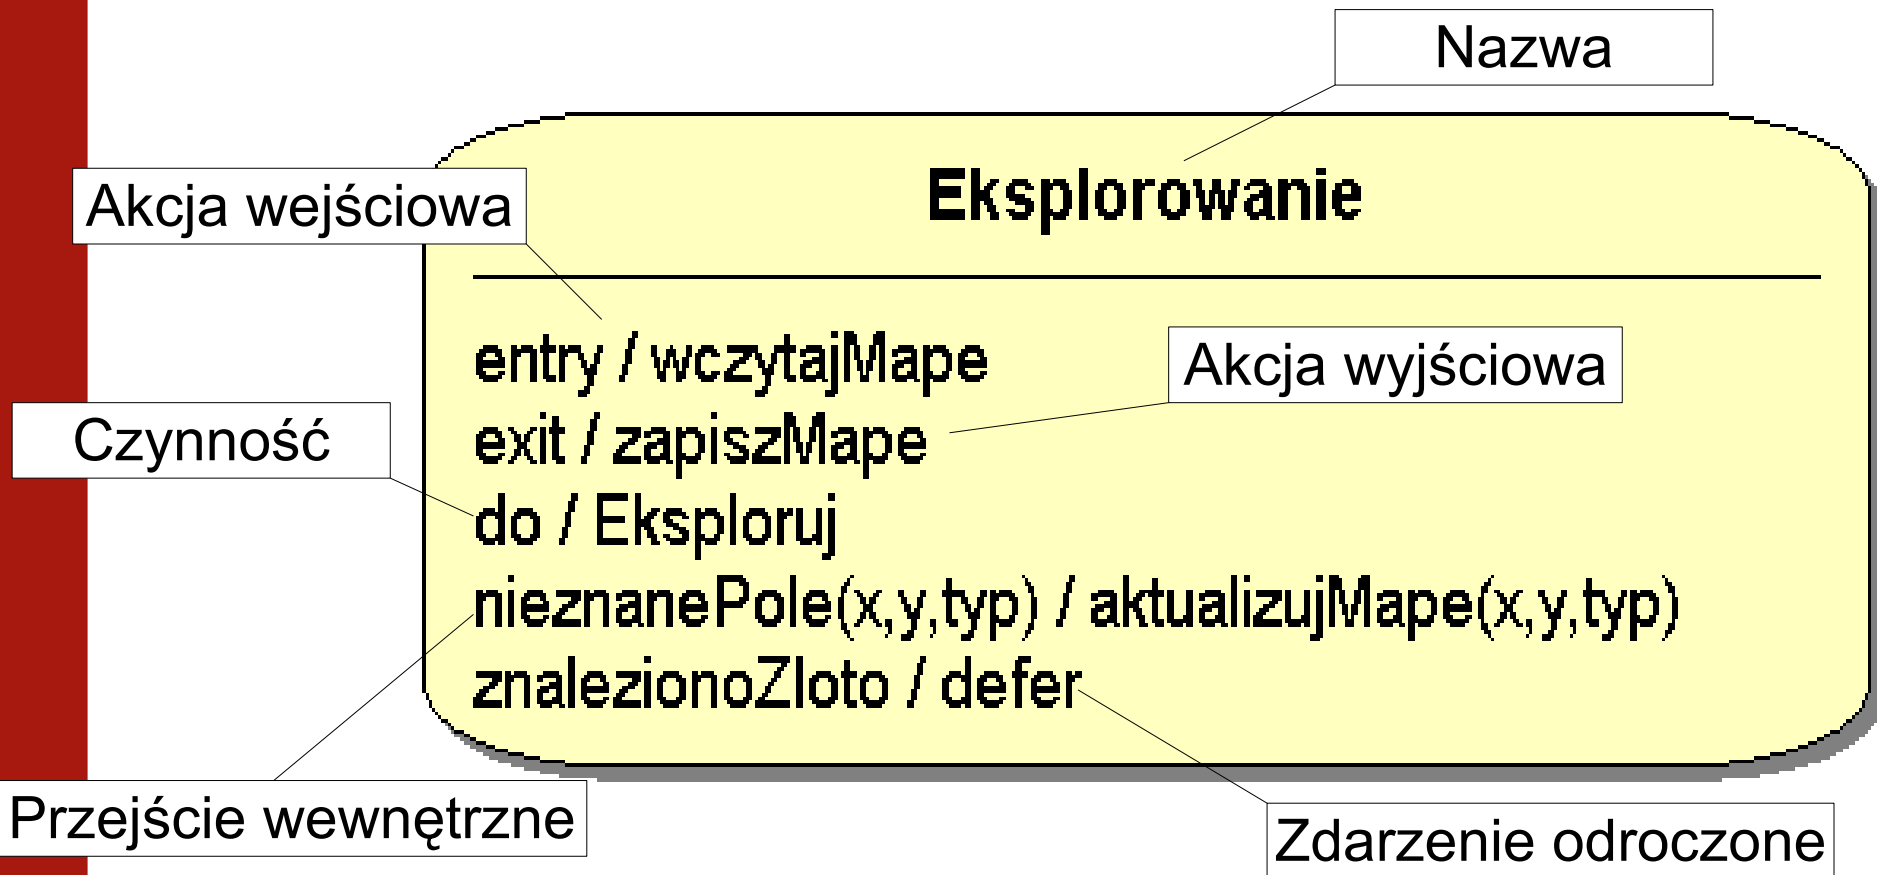 Nazwa
Akcja wejściowa
Eksplorowanie
entry / wczytajMape
Akcja wyjściowa
exit / zapiszMape
Czynność
do / Eksploruj
nieznanePole(x,y,typ) / aktualizujMape(x,y,typ)
znalezionoZloto / defer
Przejście wewnętrzne
Zdarzenie odroczone